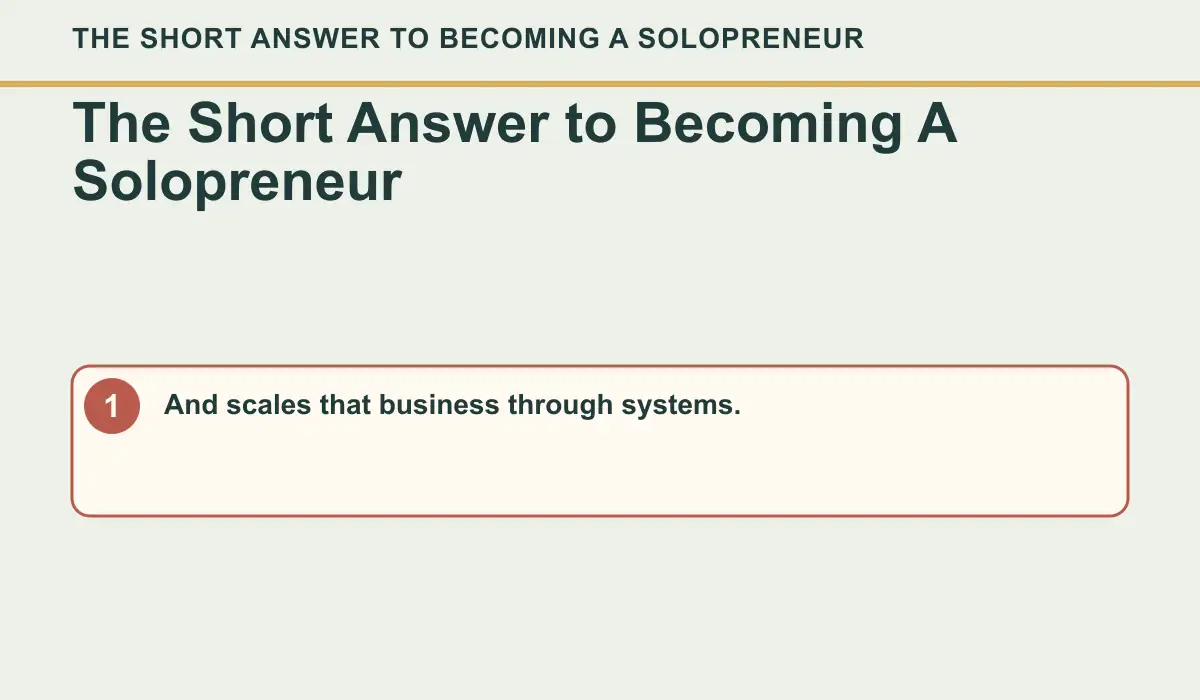 THE SHORT ANSWER TO BECOMING A SOLOPRENEUR
The Short Answer to Becoming A
Solopreneur
1 And scales that business through systems.